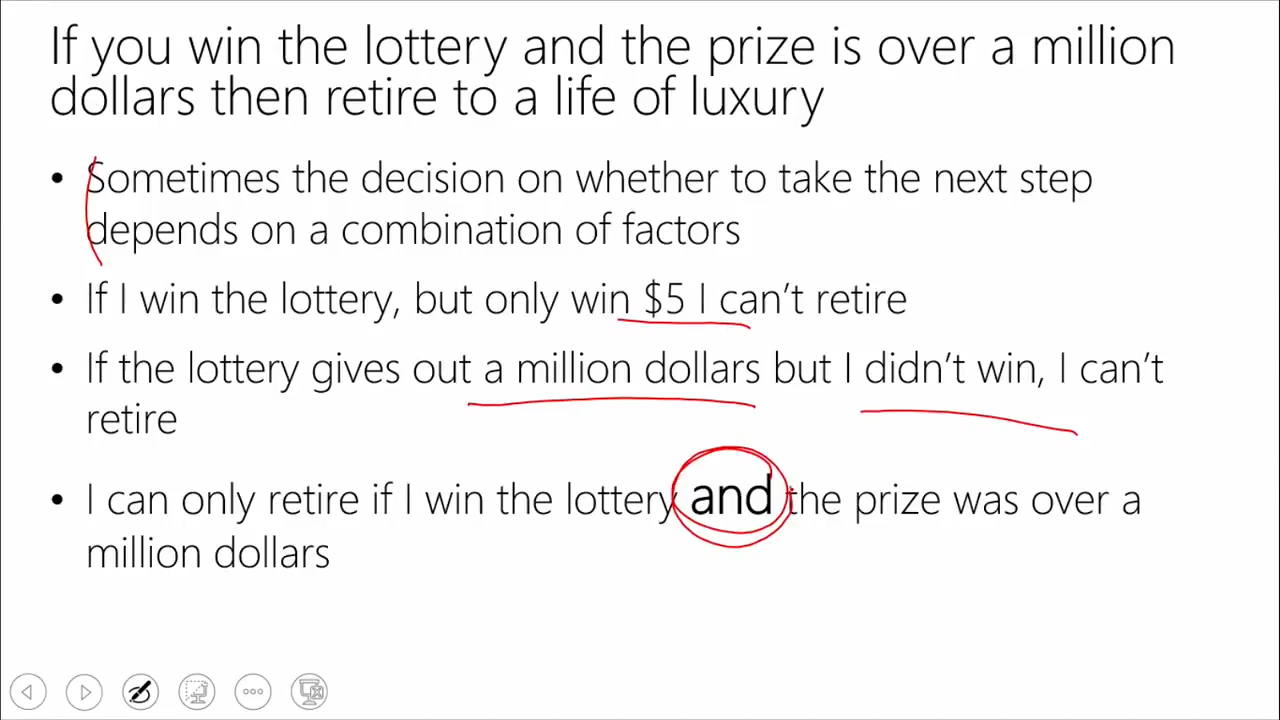 If you win the lottery and the prize is over a million
dollars then retire to a life of luxury
• Sometimes the decision on whether to take the next step
depends on a combination of factors
• If I win the lottery, but only win $5 I can’t retire
• If the lottery gives out a million dollars but I didn’t win, I can’t
retire
• I can only retire if I win the lottery and the prize was over a
million dollars